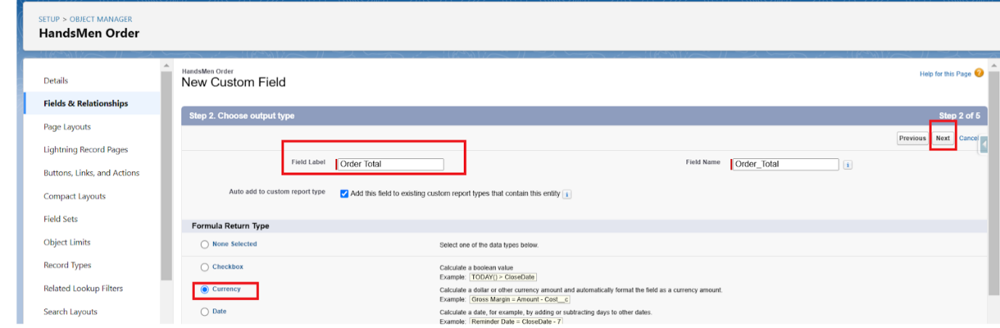 SETUP > OBJECT MANAGER
HandsMen Order
Details
Fields & Relationships
Page Layouts
Lightning Record Pages
Buttons, Links, and Actions
Compact Layouts
Field Sets
Object Limits
Record Types
Related Lookup Filters
Search Layouts
HandsMen Order
New Custom Field
Help for this Page ?
Step 2. Choose output type Step 2 of 5
Previous Next Cancel
Field Label Order Total Field Name Order_Total i
Auto add to custom report type Add this field to existing custom report types that contain this entity i
Formula Return Type
None Selected Select one of the data types below.
Checkbox Calculate a boolean value
Example: TODAY() > CloseDate
Currency Calculate a dollar or other currency amount and automatically format the field as a currency amount.
Example: Gross Margin = Amount - Cost__c
Date Calculate a date, for example, by adding or subtracting days to other dates.
Example: Reminder Date = CloseDate - 7